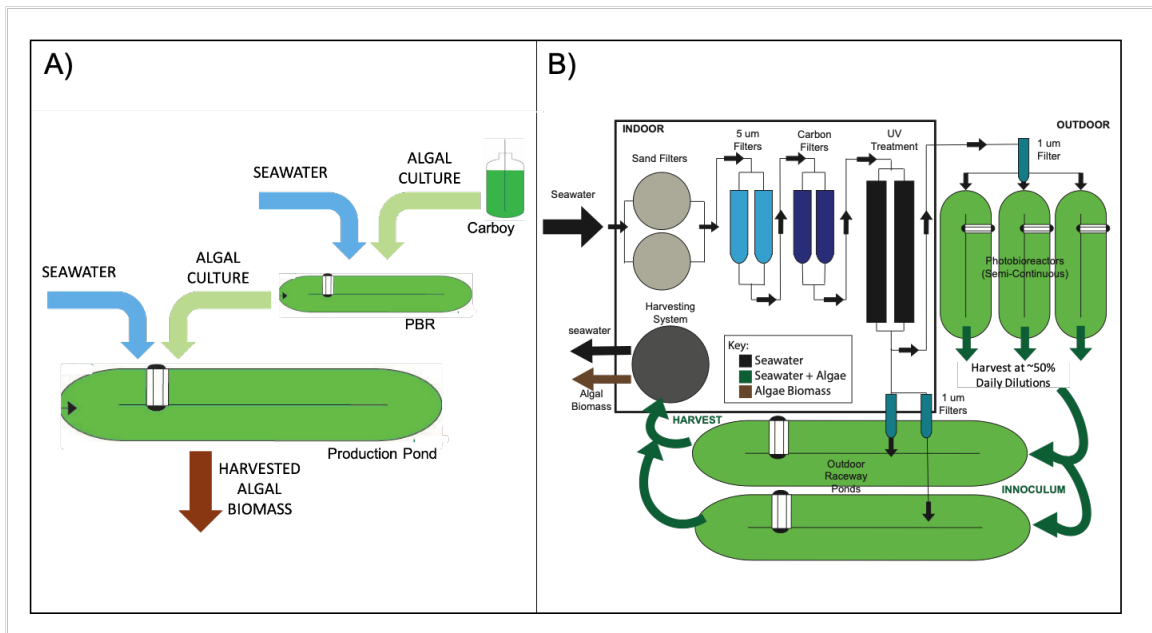 A)
SEAWATER
ALGAL
CULTURE
Carboy
SEAWATER
ALGAL
CULTURE
PBR
Production Pond
HARVESTED
ALGAL
BIOMASS
B)
INDOOR
OUTDOOR
Seawater
Sand Filters
5 um
Filters
Carbon
Filters
UV
Treatment
1 um
Filter
Photobioreactors
(Semi-Continuous)
Harvest at ~50%
Daily Dilutions
Harvesting
System
seawater
Algal
Biomass
Key:
Seawater
Seawater + Algae
Algae Biomass
1 um
Filters
HARVEST
Outdoor
Raceway
Ponds
INNOCULUM